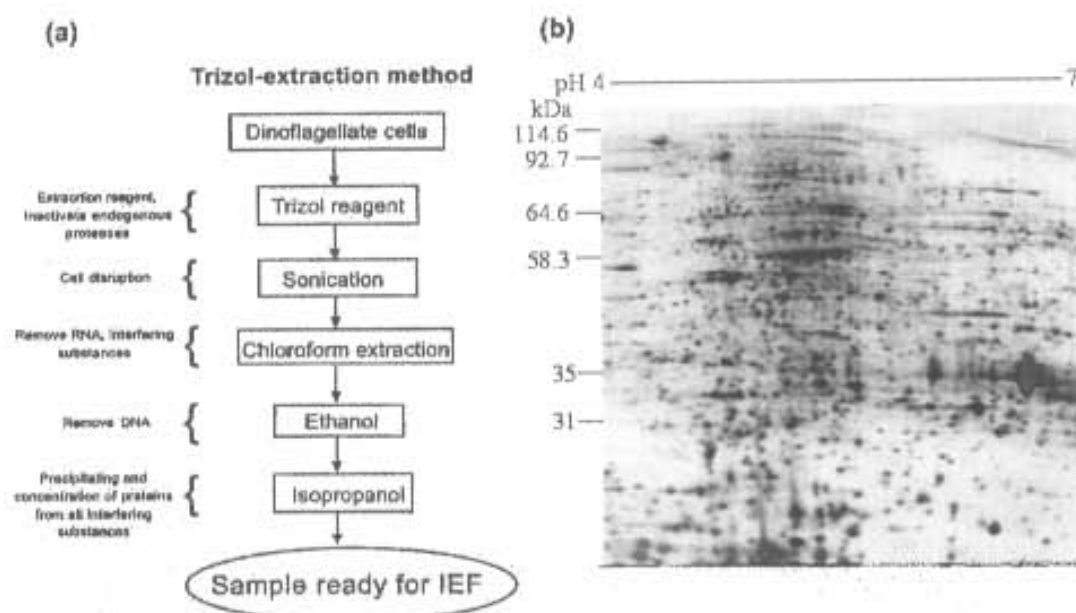 (a)
Trizol-extraction method
Dinoflagellate cells
Extraction reagent,
Inactivate endogenous
proteases
Trizol reagent
Cell disruption
Sonication
Remove RNA, Interfering
substances
Chloroform extraction
Remove DNA
Ethanol
Precipitating and
concentration of proteins
from all interfering
substances
Isopropanol
Sample ready for IEF
(b)
pH 4
7
kDa
114.6
92.7
64.6
58.3
35
31